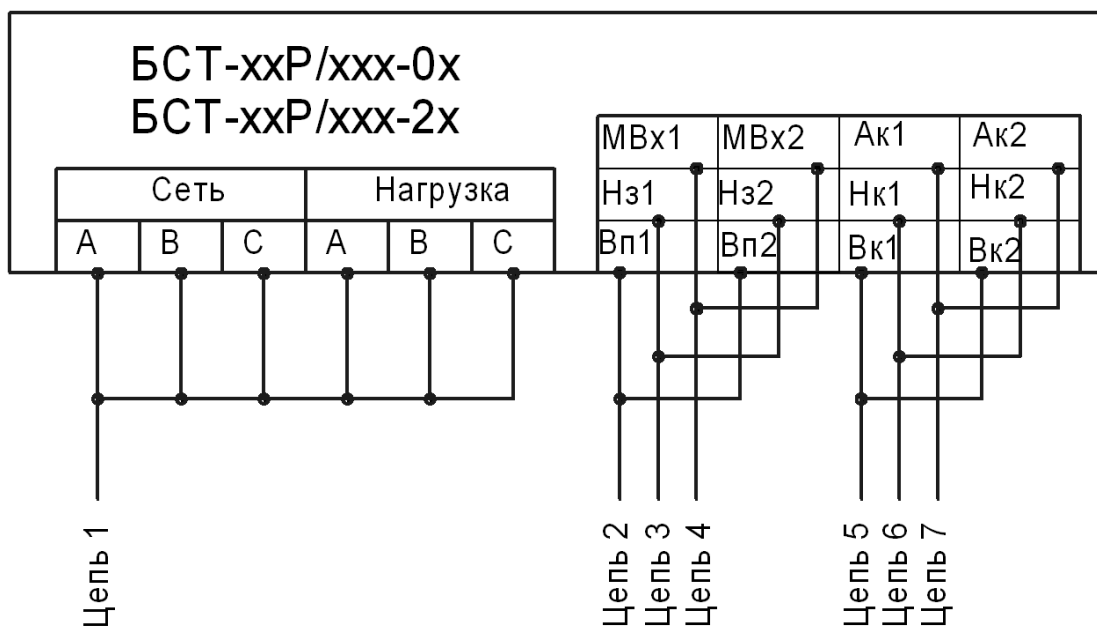 БСТ-ххР/ххх-0х
БСТ-ххР/ххх-2х
Сеть Нагрузка
А В С А В С
МВх1 МВх2 Ак1 Ак2
Нз1 Нз2 Нк1 Нк2
Вп1 Вп2 Вк1 Вк2
Цепь 1
Цепь 2
Цепь 3
Цепь 4
Цепь 5
Цепь 6
Цепь 7